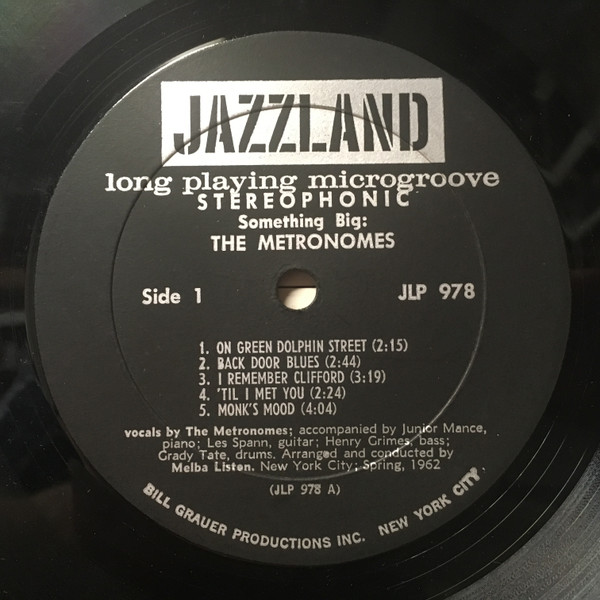 JAZZLAND
long playing microgroove
STEREOPHONIC
Something Big:
THE METRONOMES
Side 1
JLP 978
1. ON GREEN DOLPHIN STREET (2:15)
2. BACK DOOR BLUES (2:44)
3. I REMEMBER CLIFFORD (3:19)
4. 'TIL I MET YOU (2:24)
5. MONK'S MOOD (4:04)
vocals by The Metronomes; accompanied by Junior Mance,
piano; Les Spann, guitar; Henry Grimes, bass;
Grady Tate, drums. Arranged and conducted by
Melba Liston. New York City; Spring, 1962
(JLP 978 A)
BILL GRAUER PRODUCTIONS INC. NEW YORK CITY.